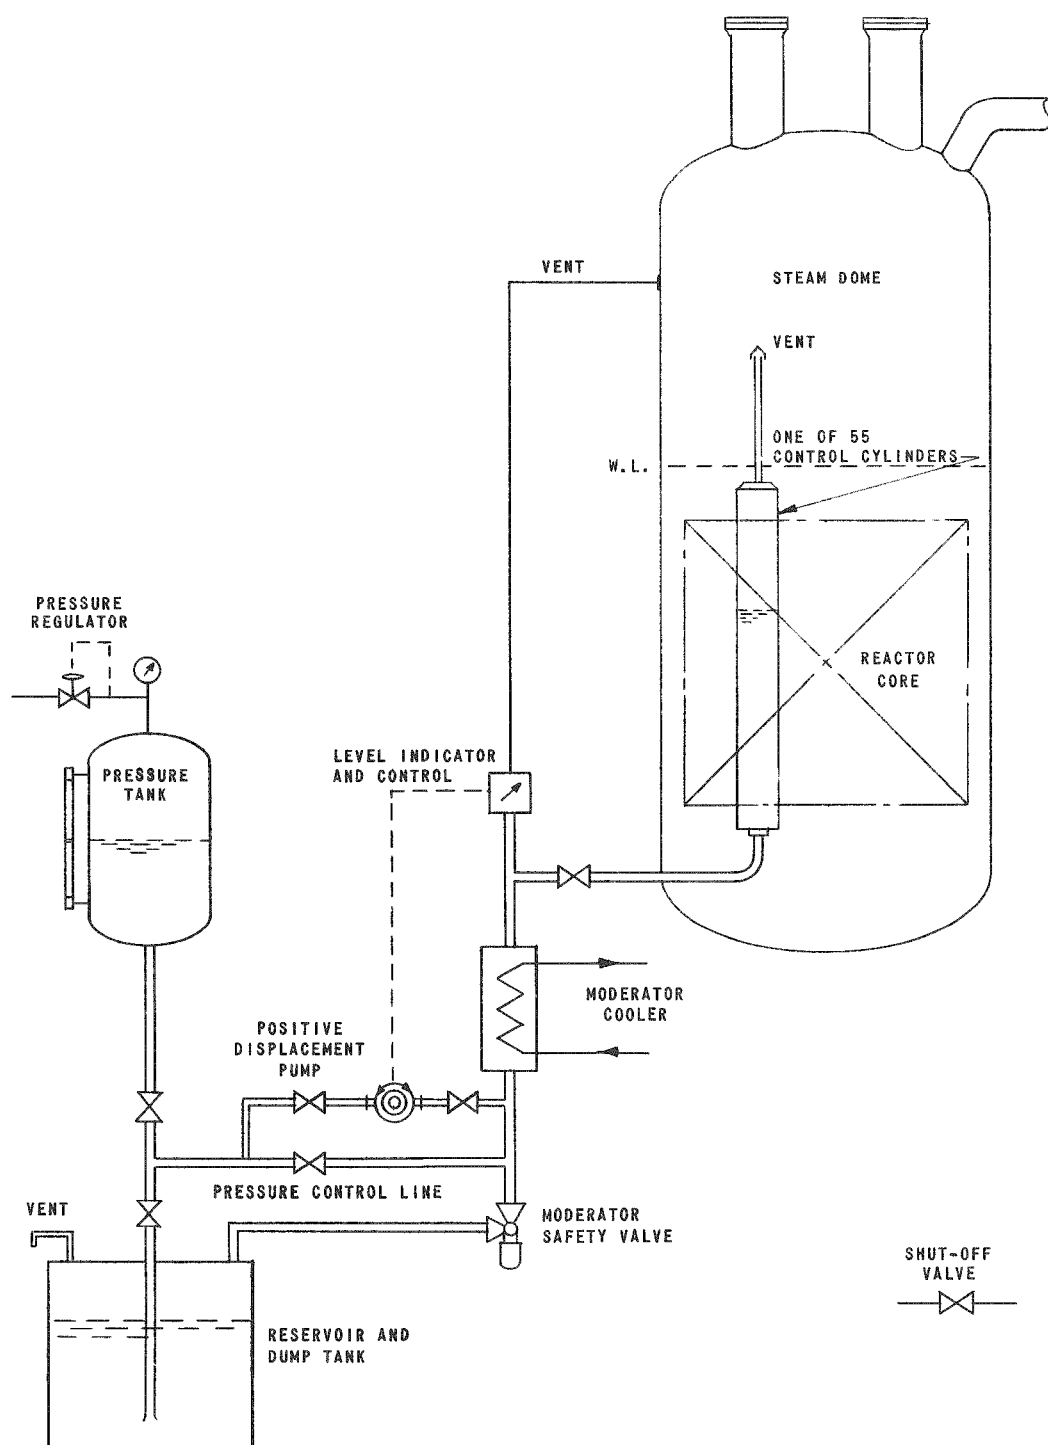 VENT
STEAM DOME
VENT
ONE OF 55
CONTROL CYLINDERS
W.L.
PRESSURE
REGULATOR
REACTOR
CORE
LEVEL INDICATOR
AND CONTROL
PRESSURE
TANK
MODERATOR
COOLER
POSITIVE
DISPLACEMENT
PUMP
PRESSURE CONTROL LINE
VENT
MODERATOR
SAFETY VALVE
SHUT-OFF
VALVE
RESERVOIR AND
DUMP TANK